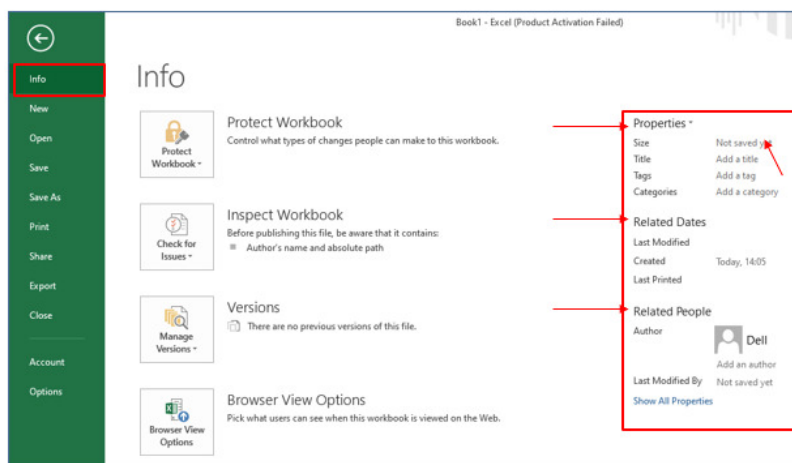 Book1 - Excel (Product Activation Failed)
Info
New
Open
Save
Save As
Print
Share
Export
Close
Account
Options
Info
Protect Workbook
Protect Workbook
Control what types of changes people can make to this workbook.
Check for Issues
Inspect Workbook
Before publishing this file, be aware that it contains:
Author's name and absolute path
Manage Versions
Versions
There are no previous versions of this file.
Browser View Options
Browser View Options
Pick what users can see when this workbook is viewed on the Web.
Properties
Size Not saved yet
Title Add a title
Tags Add a tag
Categories Add a category
Related Dates
Last Modified
Created Today, 14:05
Last Printed
Related People
Author Dell
Add an author
Last Modified By Not saved yet
Show All Properties